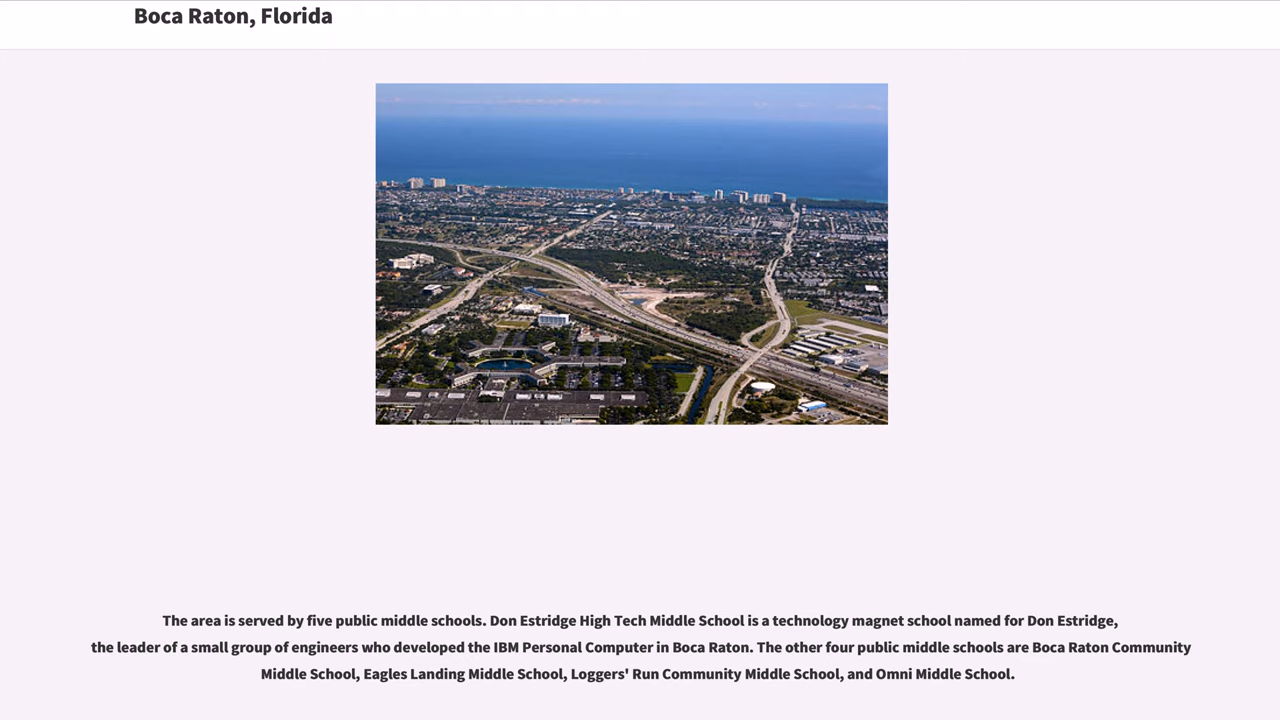 Boca Raton, Florida
The area is served by five public middle schools. Don Estridge High Tech Middle School is a technology magnet school named for Don Estridge,
the leader of a small group of engineers who developed the IBM Personal Computer in Boca Raton. The other four public middle schools are Boca Raton Community
Middle School, Eagles Landing Middle School, Loggers' Run Community Middle School, and Omni Middle School.